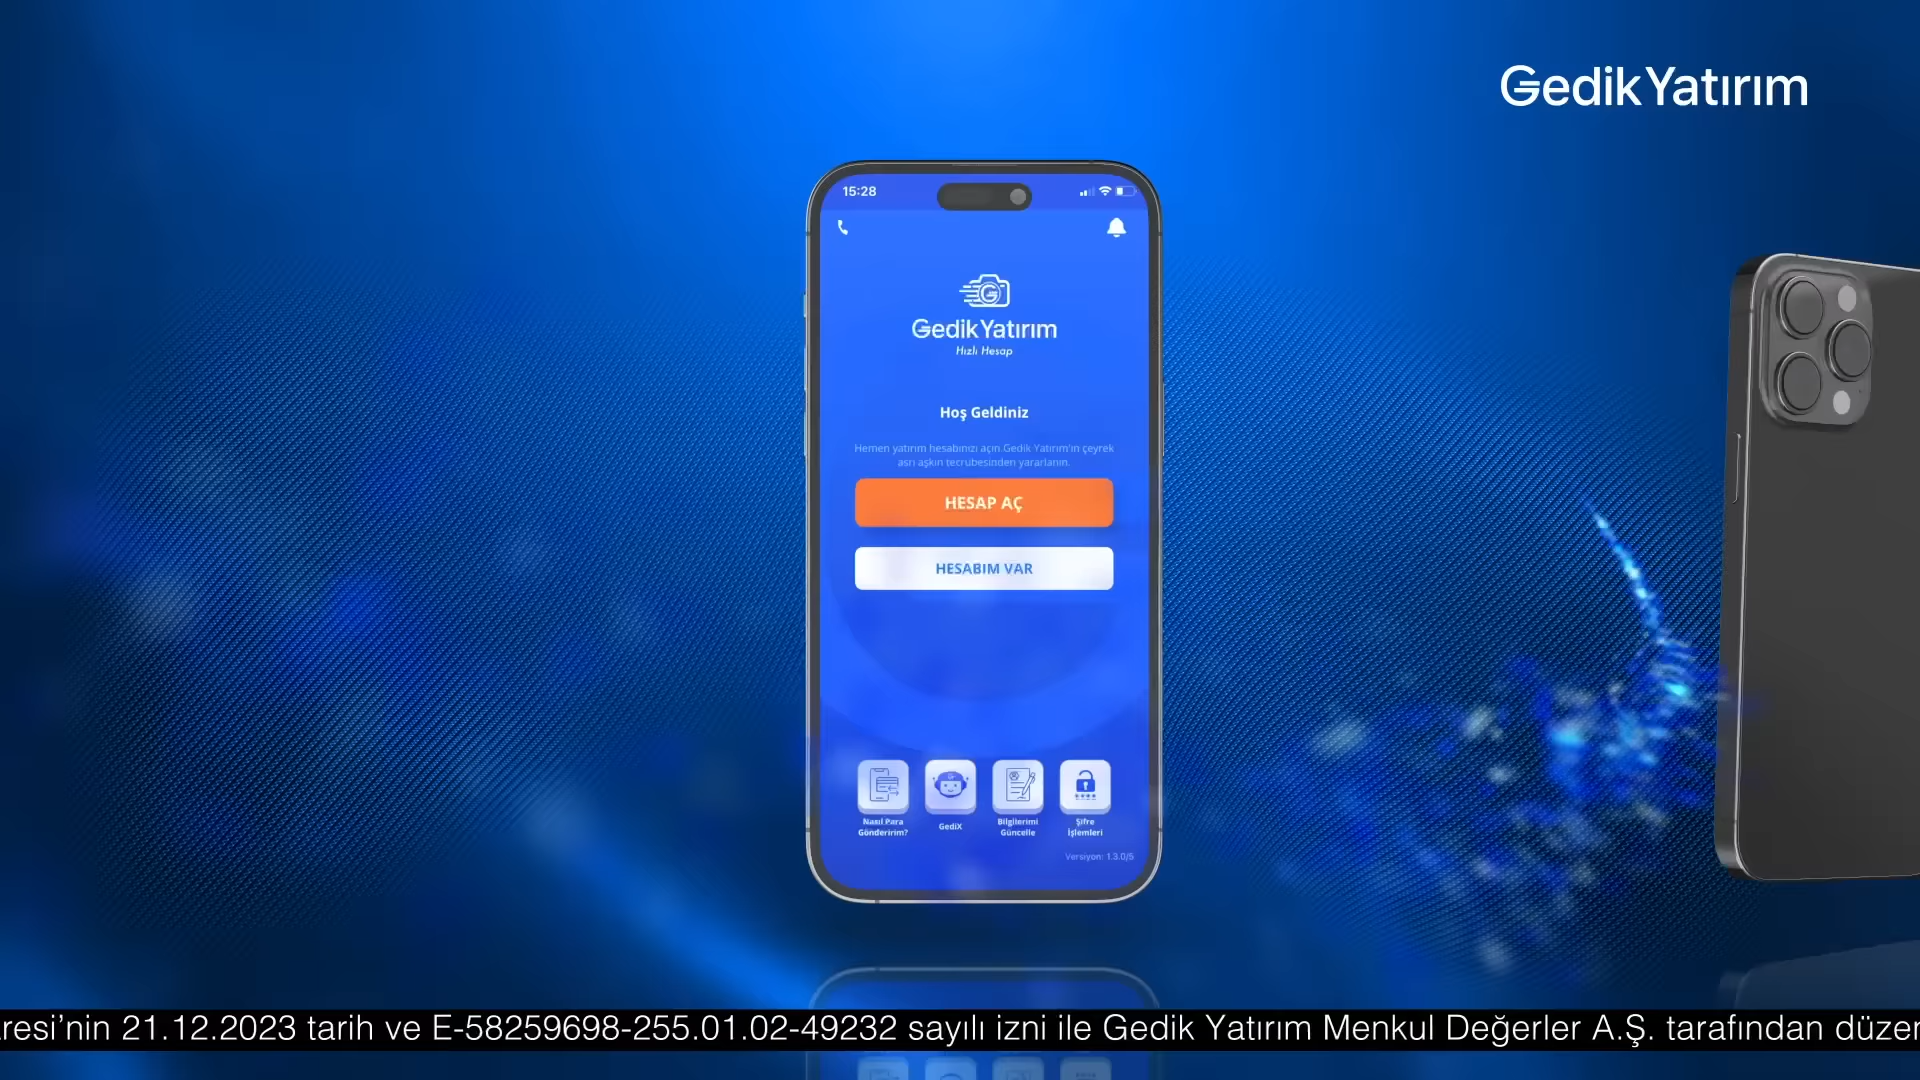 Gedik Yatırım
15:28
Gedik Yatırım
Hızlı Hesap
Hoş Geldiniz
Hemen yatırım hesabınızı açın Gedik Yatırım'ın çeyrek
asrı aşkın tecrübesinden yararlanın.
HESAP AÇ
HESABIM VAR
Nasıl Para
Gönderirim?
GediX
Bilgilerimi
Güncelle
Şifre
İşlemleri
Versiyon: 1.3.0/5
resi’nin 21.12.2023 tarih ve E-58259698-255.01.02-49232 sayılı izni ile Gedik Yatırım Menkul Değerler A.Ş. tarafından düzer